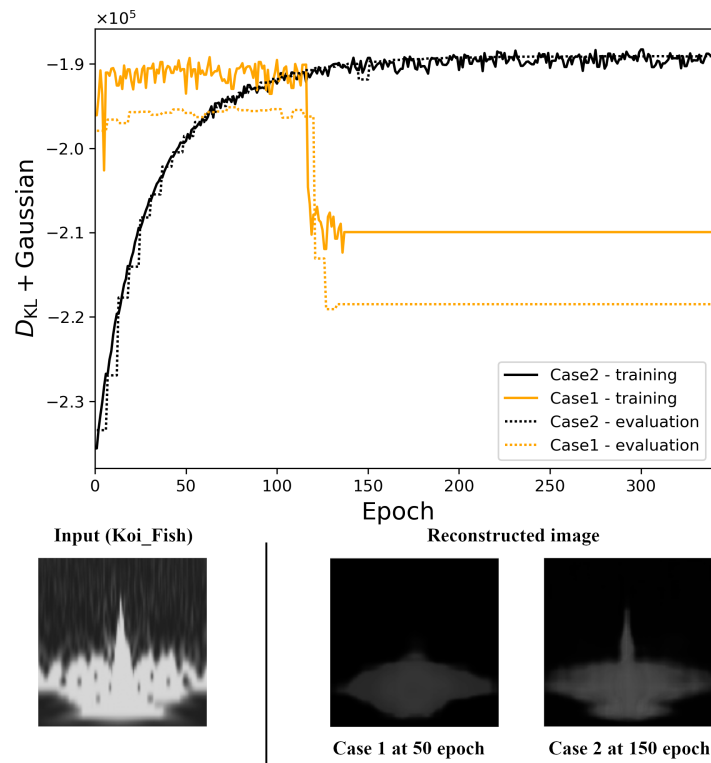 ×10⁵
−1.9
−2.0
−2.1
−2.2
−2.3
D_KL + Gaussian
0 50 100 150 200 250 300
Epoch
Case2 - training
Case1 - training
Case2 - evaluation
Case1 - evaluation
Input (Koi_Fish) Reconstructed image
Case 1 at 50 epoch Case 2 at 150 epoch